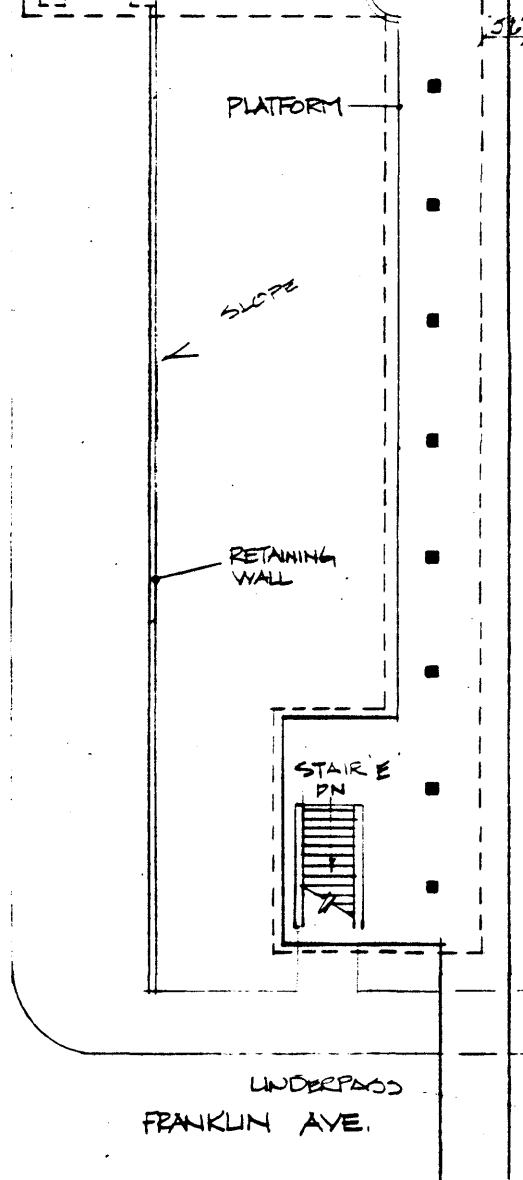 PLATFORM
SLOPE
RETAINING
WALL
STAIR 'E'
DN
UNDERPASS
FRANKLIN AVE.